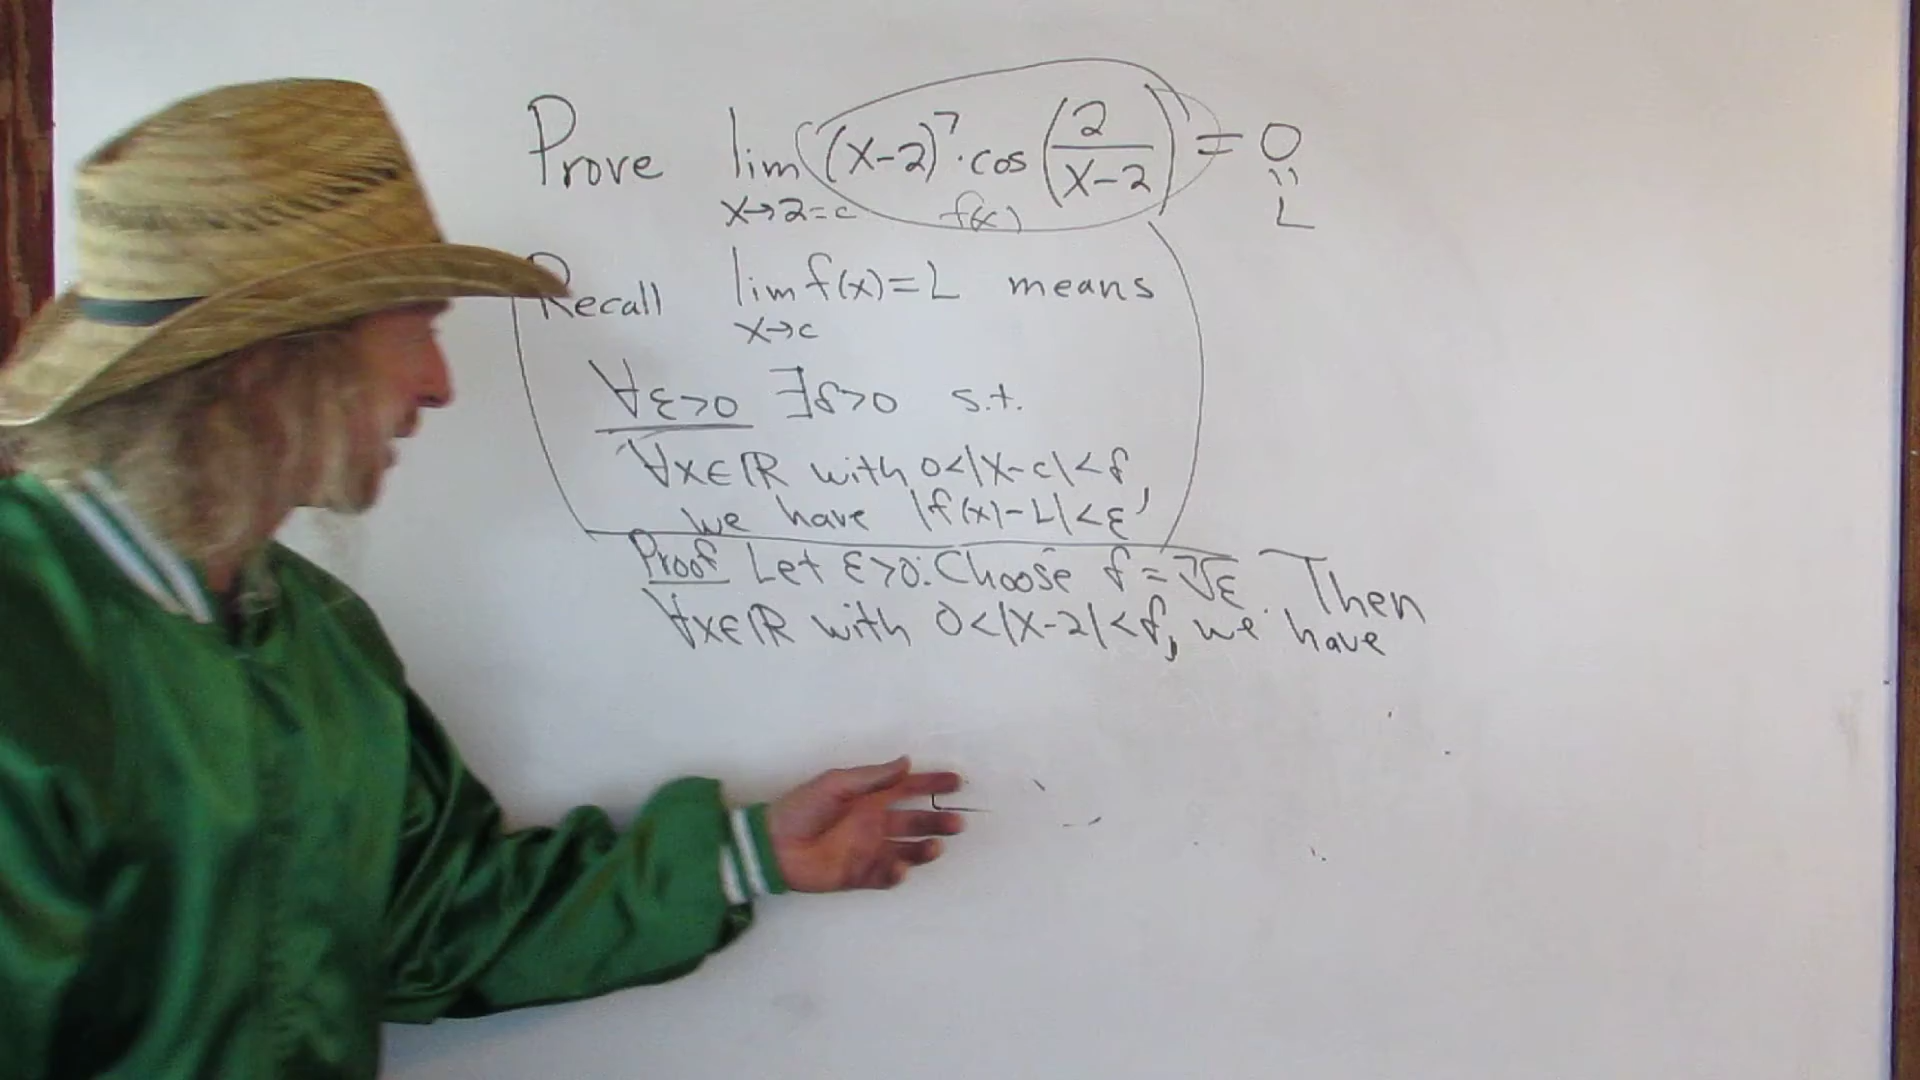 Prove lim ((x-2)^7 · cos(2/(x-2))) = 0
x→2=c f(x) = L
Recall lim f(x) = L means
x→c
∀ε>0 ∃δ>0 s.t.
∀x∈ℝ with 0<|x-c|<δ,
we have |f(x)-L|<ε
Proof Let ε>0. Choose δ = ⁷√ε. Then
∀x∈ℝ with 0<|x-2|<δ, we have